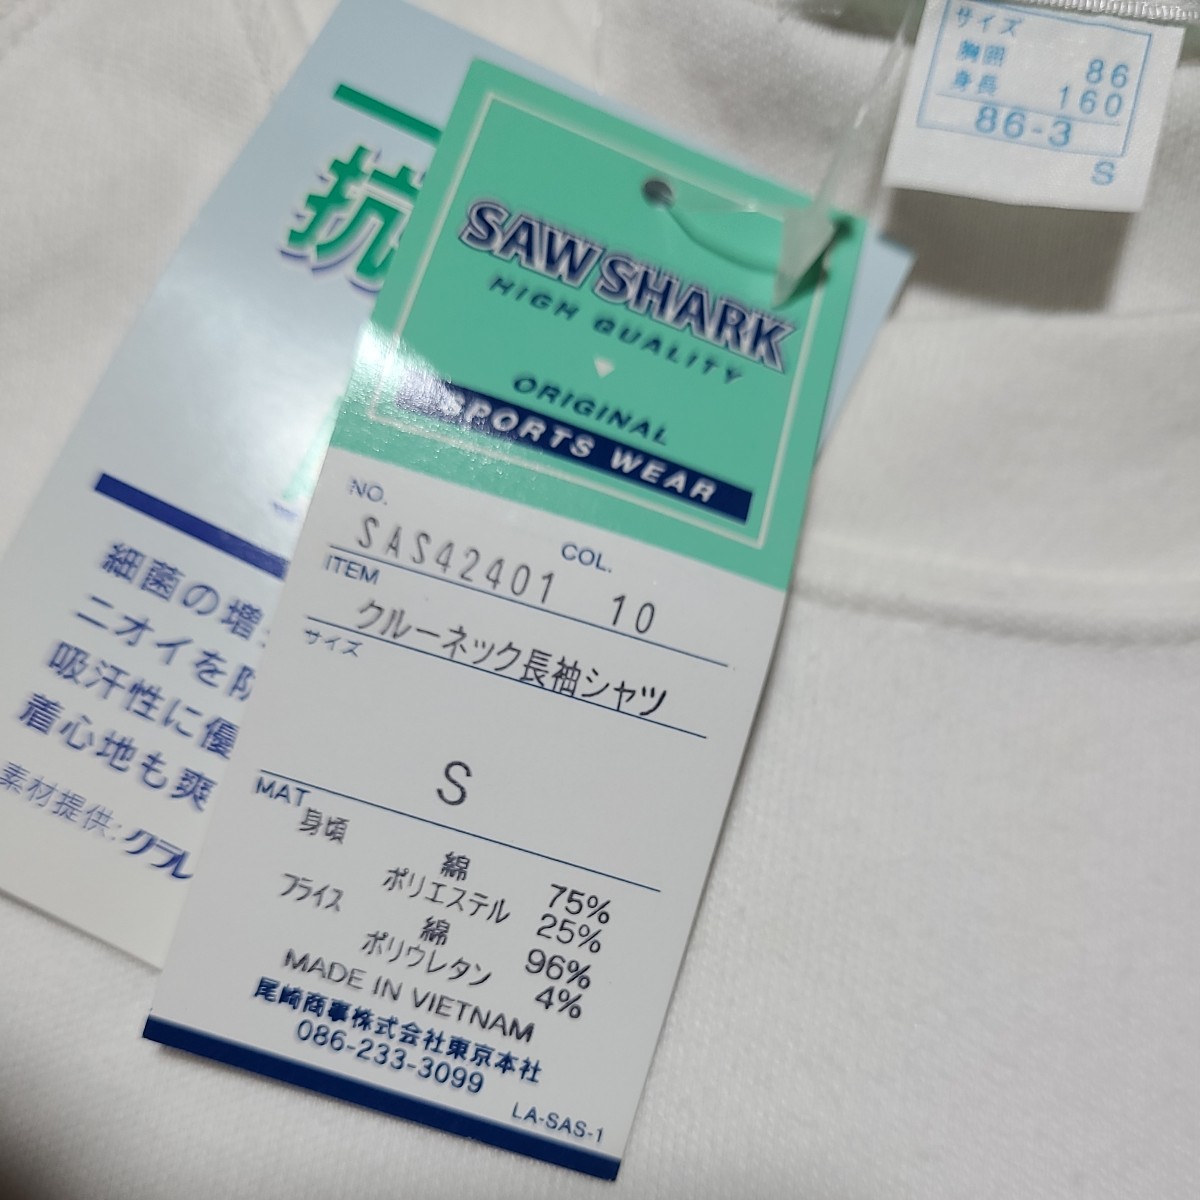 サイズ
胸囲 86
身長 160
86-3
S
抗
細菌の増
ニオイを防
吸汗性に優
着心地も爽
素材提供:クラレ
SAW SHARK
HIGH QUALITY
ORIGINAL
SPORTS WEAR
NO. COL.
SAS42401 10
ITEM
クルーネック長袖シャツ
サイズ
S
MAT
身頃
綿 75%
ポリエステル 25%
フライス
綿 96%
ポリウレタン 4%
MADE IN VIETNAM
尾崎商事株式会社東京本社
086-233-3099
LA-SAS-1